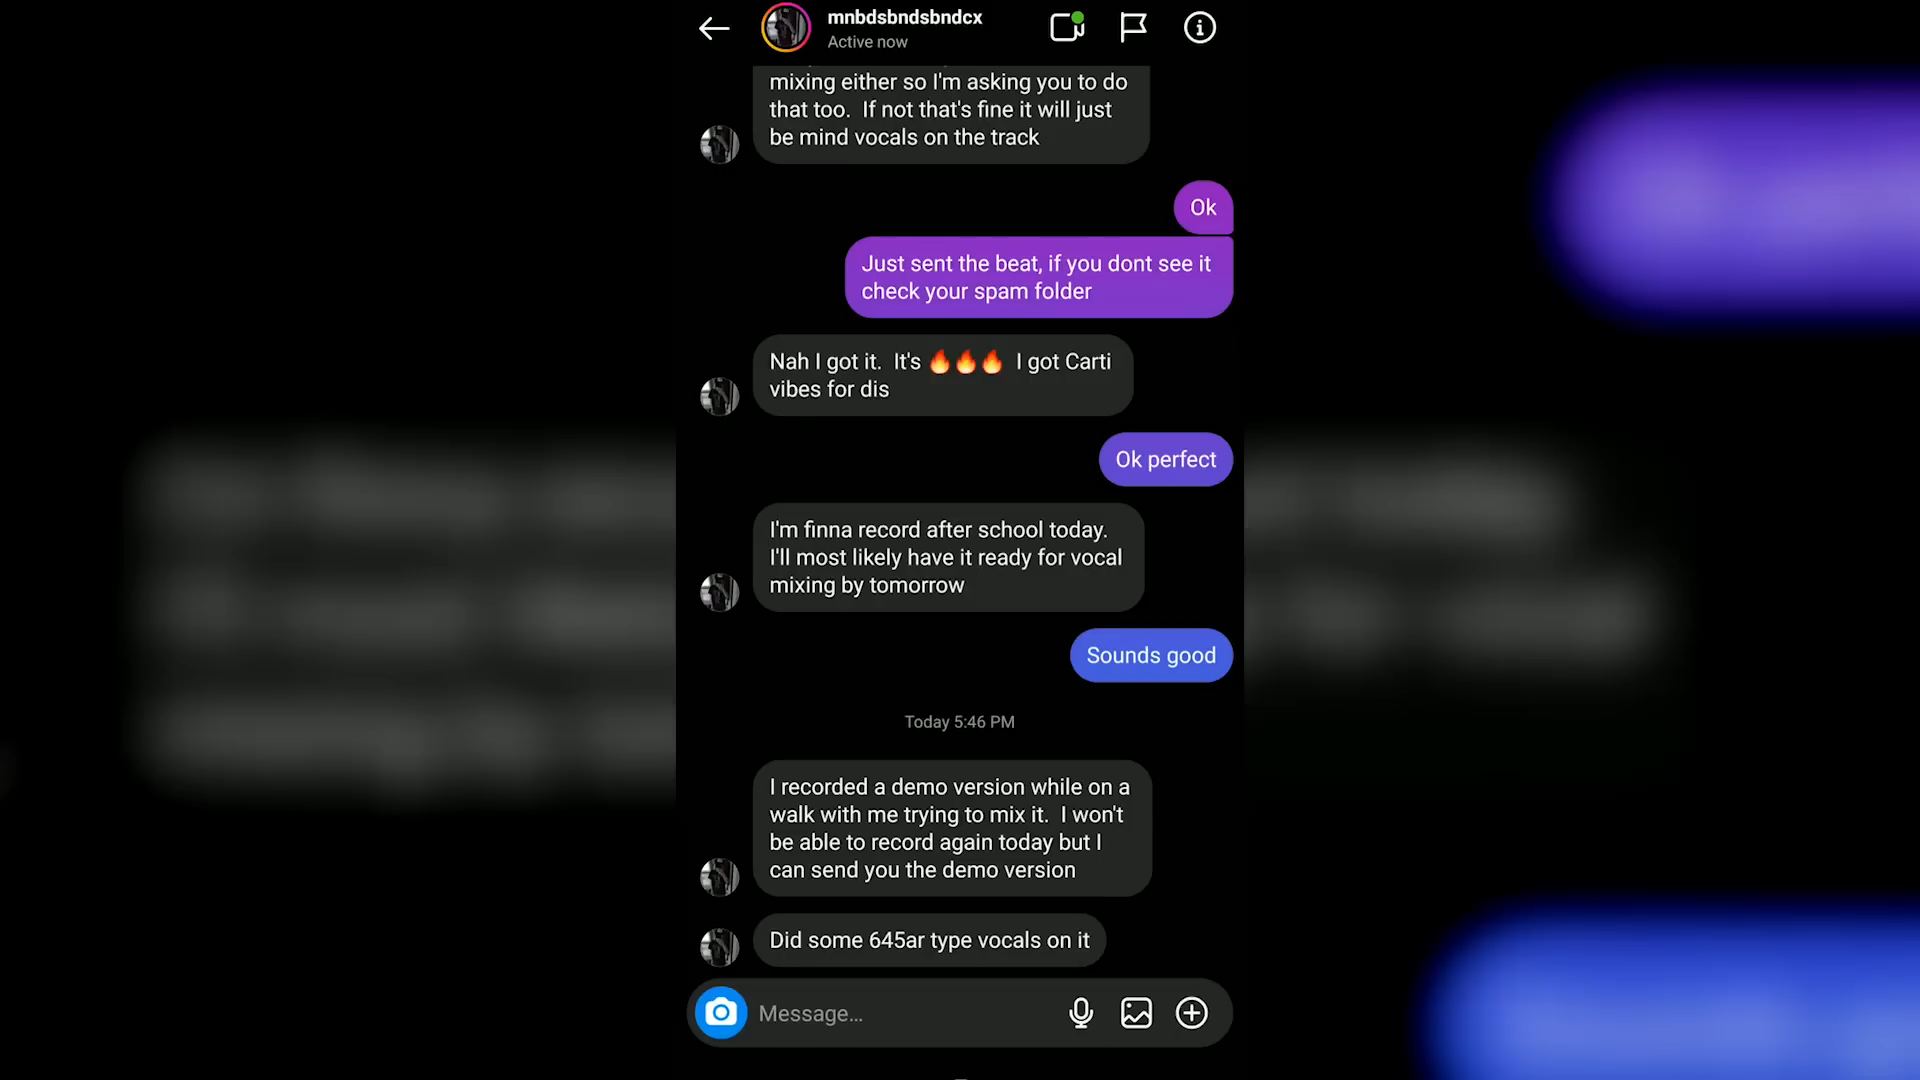 mnbdsbndsbndcx
Active now
mixing either so I'm asking you to do
that too.  If not that's fine it will just
be mind vocals on the track
Ok
Just sent the beat, if you dont see it
check your spam folder
Nah I got it.  It's 🔥🔥🔥  I got Carti
vibes for dis
Ok perfect
I'm finna record after school today.
I'll most likely have it ready for vocal
mixing by tomorrow
Sounds good
Today 5:46 PM
I recorded a demo version while on a
walk with me trying to mix it.  I won't
be able to record again today but I
can send you the demo version
Did some 645ar type vocals on it
Message...